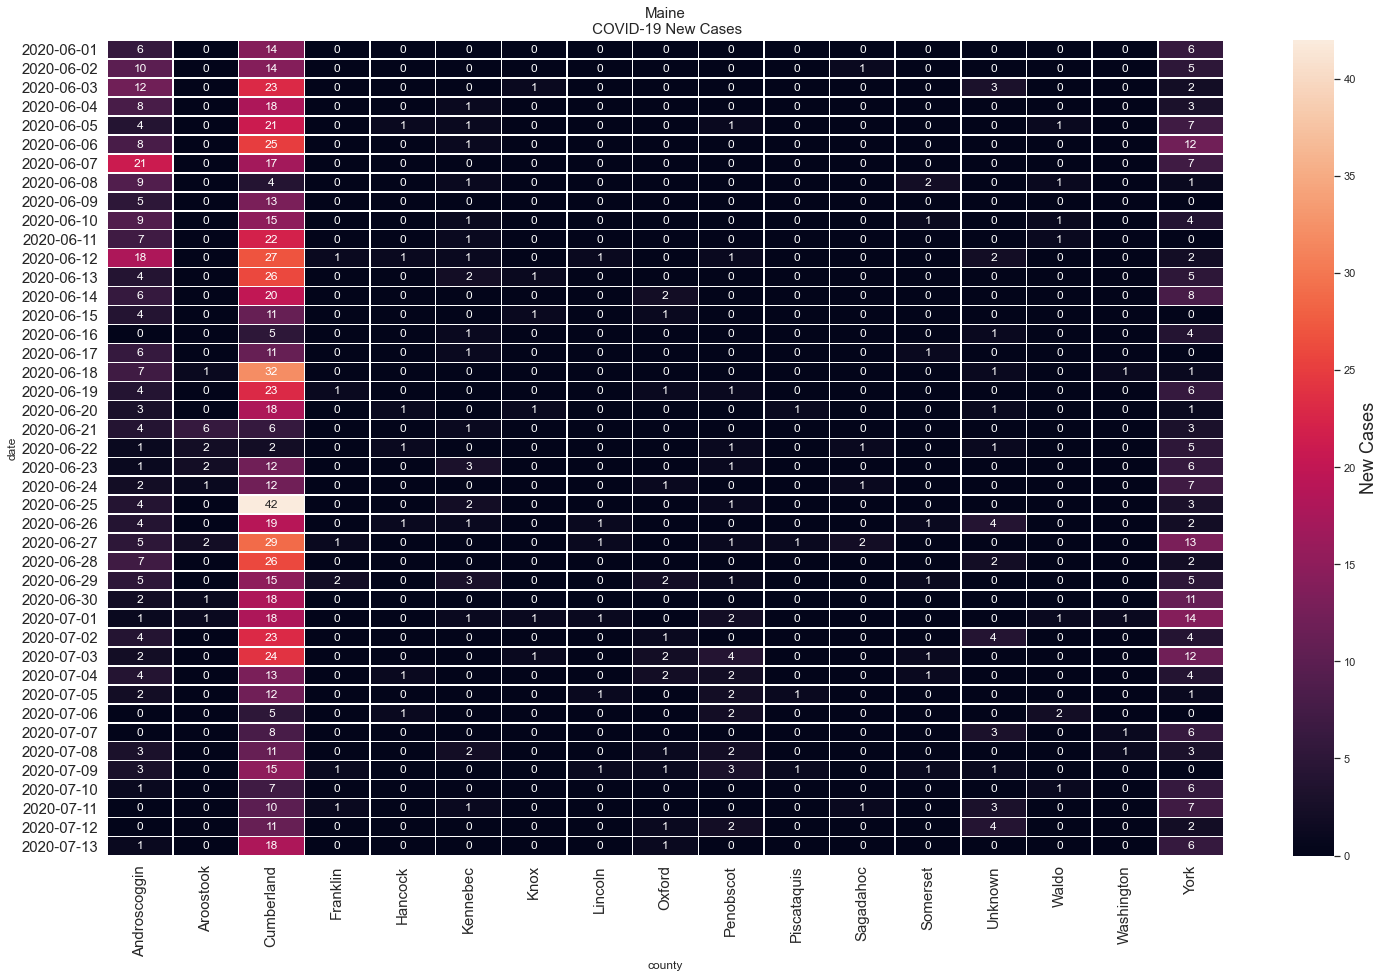 Maine
COVID-19 New Cases
2020-06-01 6 0 14 0 0 0 0 0 0 0 0 0 0 0 0 0 6
2020-06-02 10 0 14 0 0 0 0 0 0 0 0 1 0 0 0 0 5
2020-06-03 12 0 23 0 0 0 1 0 0 0 0 0 0 3 0 0 2
2020-06-04 8 0 18 0 0 1 0 0 0 0 0 0 0 0 0 0 3
2020-06-05 4 0 21 0 1 1 0 0 0 1 0 0 0 0 1 0 7
2020-06-06 8 0 25 0 0 1 0 0 0 0 0 0 0 0 0 0 12
2020-06-07 21 0 17 0 0 0 0 0 0 0 0 0 0 0 0 0 7
2020-06-08 9 0 4 0 0 1 0 0 0 0 0 0 2 0 1 0 1
2020-06-09 5 0 13 0 0 0 0 0 0 0 0 0 0 0 0 0 0
2020-06-10 9 0 15 0 0 1 0 0 0 0 0 0 1 0 1 0 4
2020-06-11 7 0 22 0 0 1 0 0 0 0 0 0 0 0 1 0 0
2020-06-12 18 0 27 1 1 1 0 1 0 1 0 0 0 2 0 0 2
2020-06-13 4 0 26 0 0 2 1 0 0 0 0 0 0 0 0 0 5
2020-06-14 6 0 20 0 0 0 0 0 2 0 0 0 0 0 0 0 8
2020-06-15 4 0 11 0 0 0 1 0 1 0 0 0 0 0 0 0 0
2020-06-16 0 0 5 0 0 1 0 0 0 0 0 0 0 1 0 0 4
2020-06-17 6 0 11 0 0 1 0 0 0 0 0 0 1 0 0 0 0
2020-06-18 7 1 32 0 0 0 0 0 0 0 0 0 0 1 0 1 1
2020-06-19 4 0 23 1 0 0 0 0 1 1 0 0 0 0 0 0 6
2020-06-20 3 0 18 0 1 0 1 0 0 0 1 0 0 1 0 0 1
2020-06-21 4 6 6 0 0 1 0 0 0 0 0 0 0 0 0 0 3
2020-06-22 1 2 2 0 1 0 0 0 0 1 0 1 0 1 0 0 5
2020-06-23 1 2 12 0 0 3 0 0 0 1 0 0 0 0 0 0 6
2020-06-24 2 1 12 0 0 0 0 0 1 0 0 1 0 0 0 0 7
2020-06-25 4 0 42 0 0 2 0 0 0 1 0 0 0 0 0 0 3
2020-06-26 4 0 19 0 1 1 0 1 0 0 0 0 1 4 0 0 2
2020-06-27 5 2 29 1 0 0 0 1 0 1 1 2 0 0 0 0 13
2020-06-28 7 0 26 0 0 0 0 0 0 0 0 0 0 2 0 0 2
2020-06-29 5 0 15 2 0 3 0 0 2 1 0 0 1 0 0 0 5
2020-06-30 2 1 18 0 0 0 0 0 0 0 0 0 0 0 0 0 11
2020-07-01 1 1 18 0 0 1 1 1 0 2 0 0 0 0 1 1 14
2020-07-02 4 0 23 0 0 0 0 0 1 0 0 0 0 4 0 0 4
2020-07-03 2 0 24 0 0 0 1 0 2 4 0 0 1 0 0 0 12
2020-07-04 4 0 13 0 1 0 0 0 2 2 0 0 1 0 0 0 4
2020-07-05 2 0 12 0 0 0 0 1 0 2 1 0 0 0 0 0 1
2020-07-06 0 0 5 0 1 0 0 0 0 2 0 0 0 0 2 0 0
2020-07-07 0 0 8 0 0 0 0 0 0 0 0 0 0 3 0 1 6
2020-07-08 3 0 11 0 0 2 0 0 1 2 0 0 0 0 0 1 3
2020-07-09 3 0 15 1 0 0 0 1 1 3 1 0 1 1 0 0 0
2020-07-10 1 0 7 0 0 0 0 0 0 0 0 0 0 0 1 0 6
2020-07-11 0 0 10 1 0 1 0 0 0 0 0 1 0 3 0 0 7
2020-07-12 0 0 11 0 0 0 0 0 1 2 0 0 0 4 0 0 2
2020-07-13 1 0 18 0 0 0 0 0 1 0 0 0 0 0 0 0 6
date
Androscoggin Aroostook Cumberland Franklin Hancock Kennebec Knox Lincoln Oxford Penobscot Piscataquis Sagadahoc Somerset Unknown Waldo Washington York
county
40
35
30
25
20
15
10
5
0
New Cases